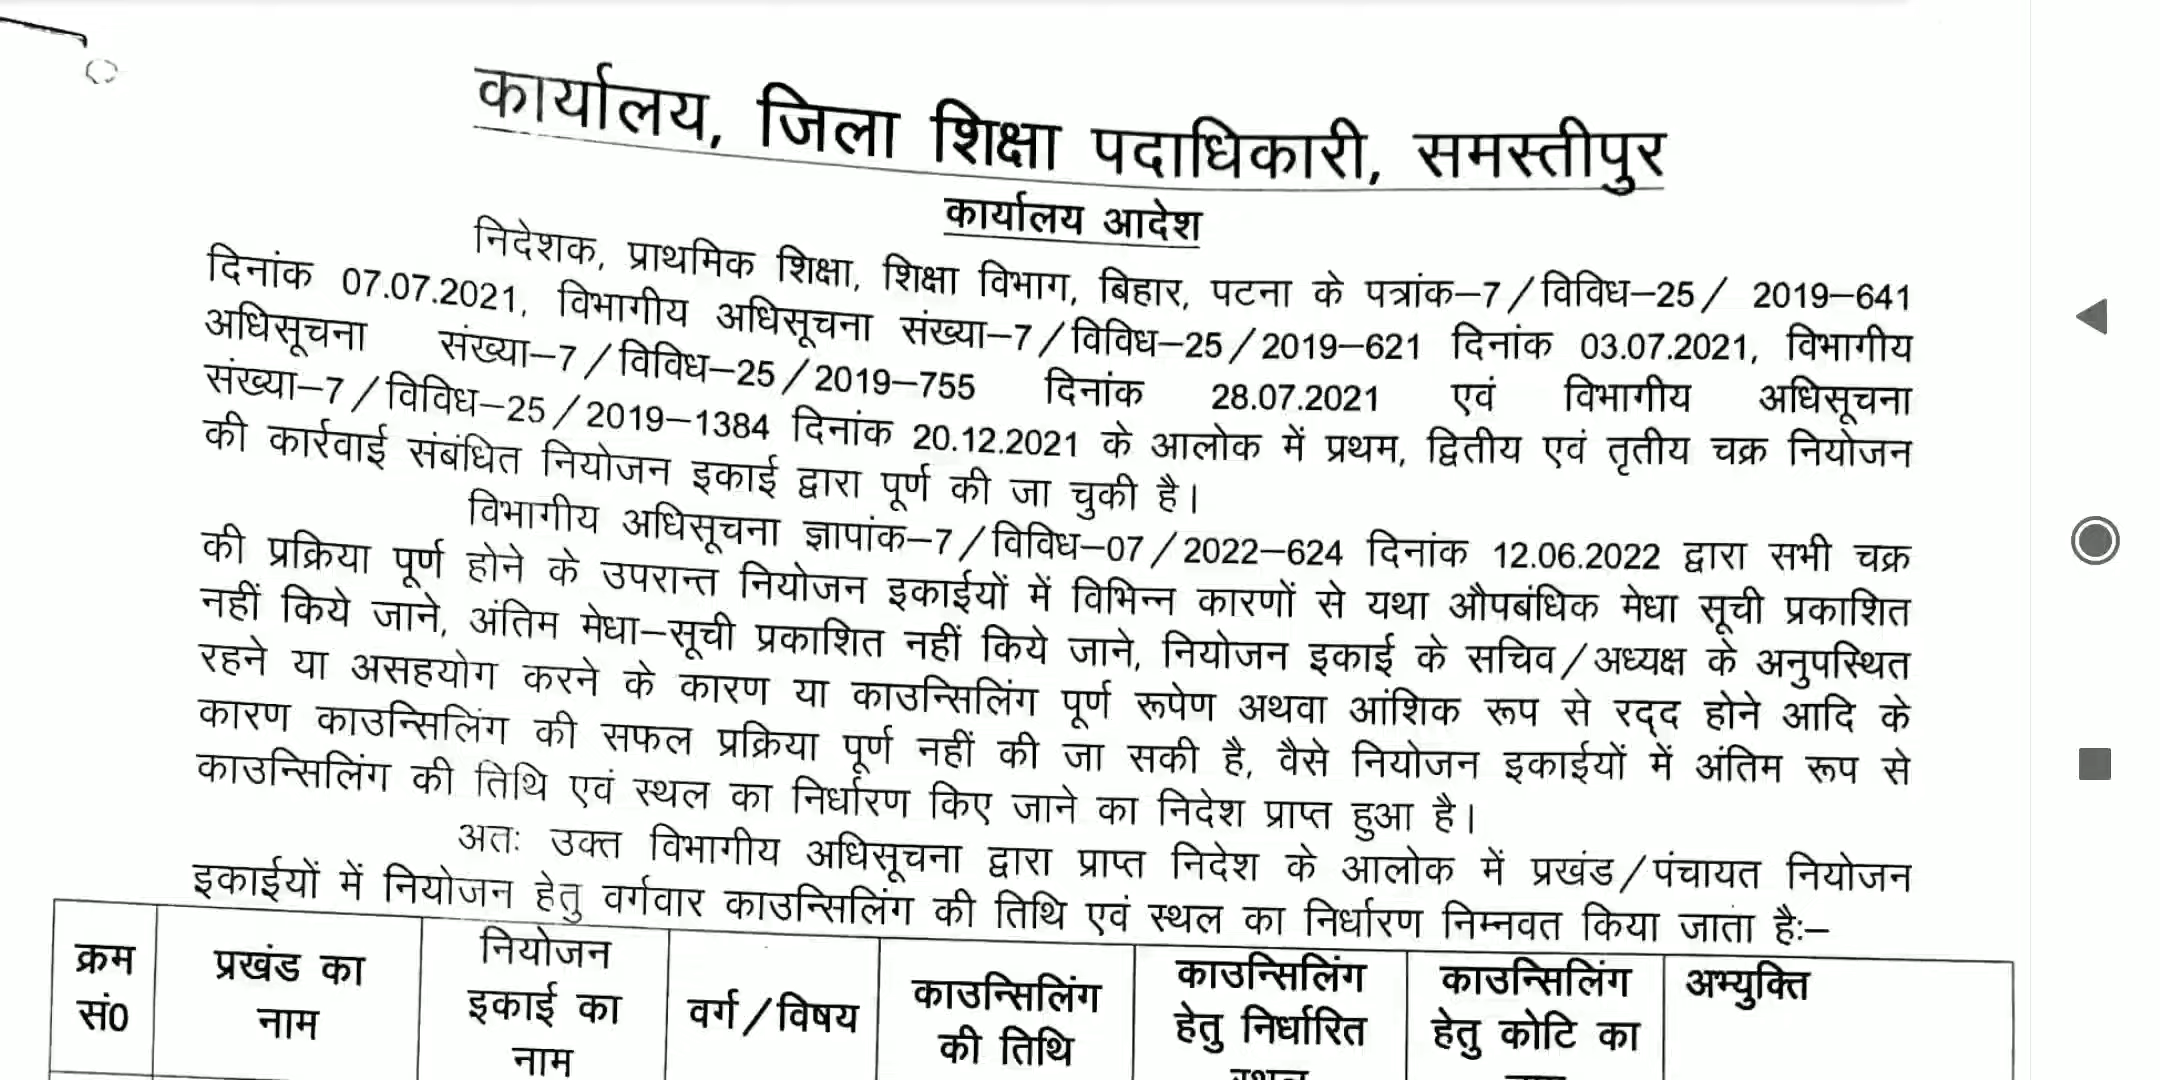 कार्यालय, जिला शिक्षा पदाधिकारी, समस्तीपुर
कार्यालय आदेश
निदेशक, प्राथमिक शिक्षा, शिक्षा विभाग, बिहार, पटना के पत्रांक–7/विविध–25/ 2019–641
दिनांक 07.07.2021, विभागीय अधिसूचना संख्या–7/विविध–25/2019–621 दिनांक 03.07.2021, विभागीय
अधिसूचना संख्या–7/विविध–25/2019–755 दिनांक 28.07.2021 एवं विभागीय अधिसूचना
संख्या–7/विविध–25/2019–1384 दिनांक 20.12.2021 के आलोक में प्रथम, द्वितीय एवं तृतीय चक्र नियोजन
की कार्रवाई संबंधित नियोजन इकाई द्वारा पूर्ण की जा चुकी है।
विभागीय अधिसूचना ज्ञापांक–7/विविध–07/2022–624 दिनांक 12.06.2022 द्वारा सभी चक्र
की प्रक्रिया पूर्ण होने के उपरान्त नियोजन इकाईयों में विभिन्न कारणों से यथा औपबंधिक मेधा सूची प्रकाशित
नहीं किये जाने, अंतिम मेधा–सूची प्रकाशित नहीं किये जाने, नियोजन इकाई के सचिव/अध्यक्ष के अनुपस्थित
रहने या असहयोग करने के कारण या काउन्सिलिंग पूर्ण रूपेण अथवा आंशिक रूप से रद्द होने आदि के
कारण काउन्सिलिंग की सफल प्रक्रिया पूर्ण नहीं की जा सकी है, वैसे नियोजन इकाईयों में अंतिम रूप से
काउन्सिलिंग की तिथि एवं स्थल का निर्धारण किए जाने का निदेश प्राप्त हुआ है।
अतः उक्त विभागीय अधिसूचना द्वारा प्राप्त निदेश के आलोक में प्रखंड/पंचायत नियोजन
इकाईयों में नियोजन हेतु वर्गवार काउन्सिलिंग की तिथि एवं स्थल का निर्धारण निम्नवत किया जाता हैः–
क्रम
सं0
प्रखंड का
नाम
नियोजन
इकाई का
नाम
वर्ग/विषय
काउन्सिलिंग
की तिथि
काउन्सिलिंग
हेतु निर्धारित
काउन्सिलिंग
हेतु कोटि का
अभ्युक्ति